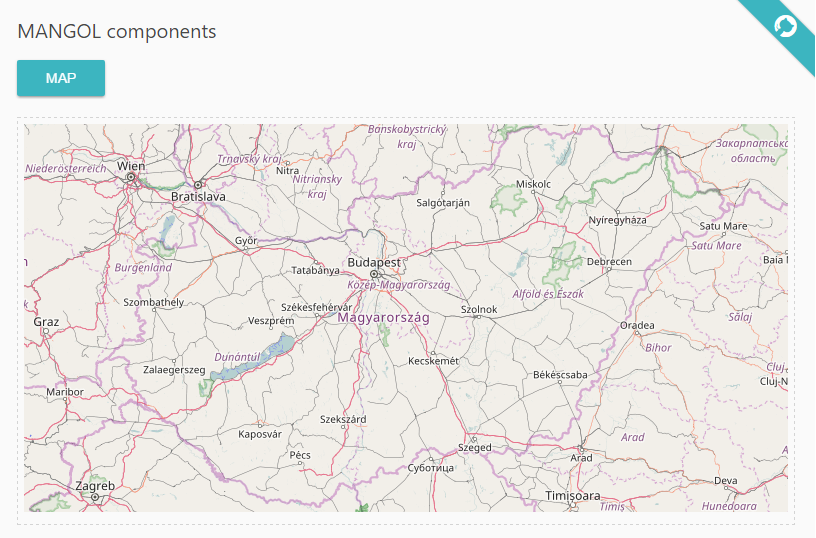 MANGOL components
MAP
Banskobystrický
kraj
Закарпатська
область
Niederösterreich
Wien
Trnavský kraj
Nitra
Nitriansky
kraj
Bratislava
Salgótarján
Miskolc
Nyíregyháza
Satu Mare
Satu Mare
Győr
Budapest
Debrecen
Baia
Burgenland
Tatabánya
Közép-Magyarország
Alföld és Észak
Szombathely
Székesfehérvár
Szolnok
Graz
Veszprém
Magyarország
Oradea
Sălaj
Dunántúl
Bihor
Zalaegerszeg
Kecskemét
Békéscsaba
Cluj
Cluj-N
Maribor
Szekszárd
Kaposvár
Szeged
Arad
Pécs
Суботица
Arad
Zagreb
Timișoara
Deva
Timiș
Hunedoara